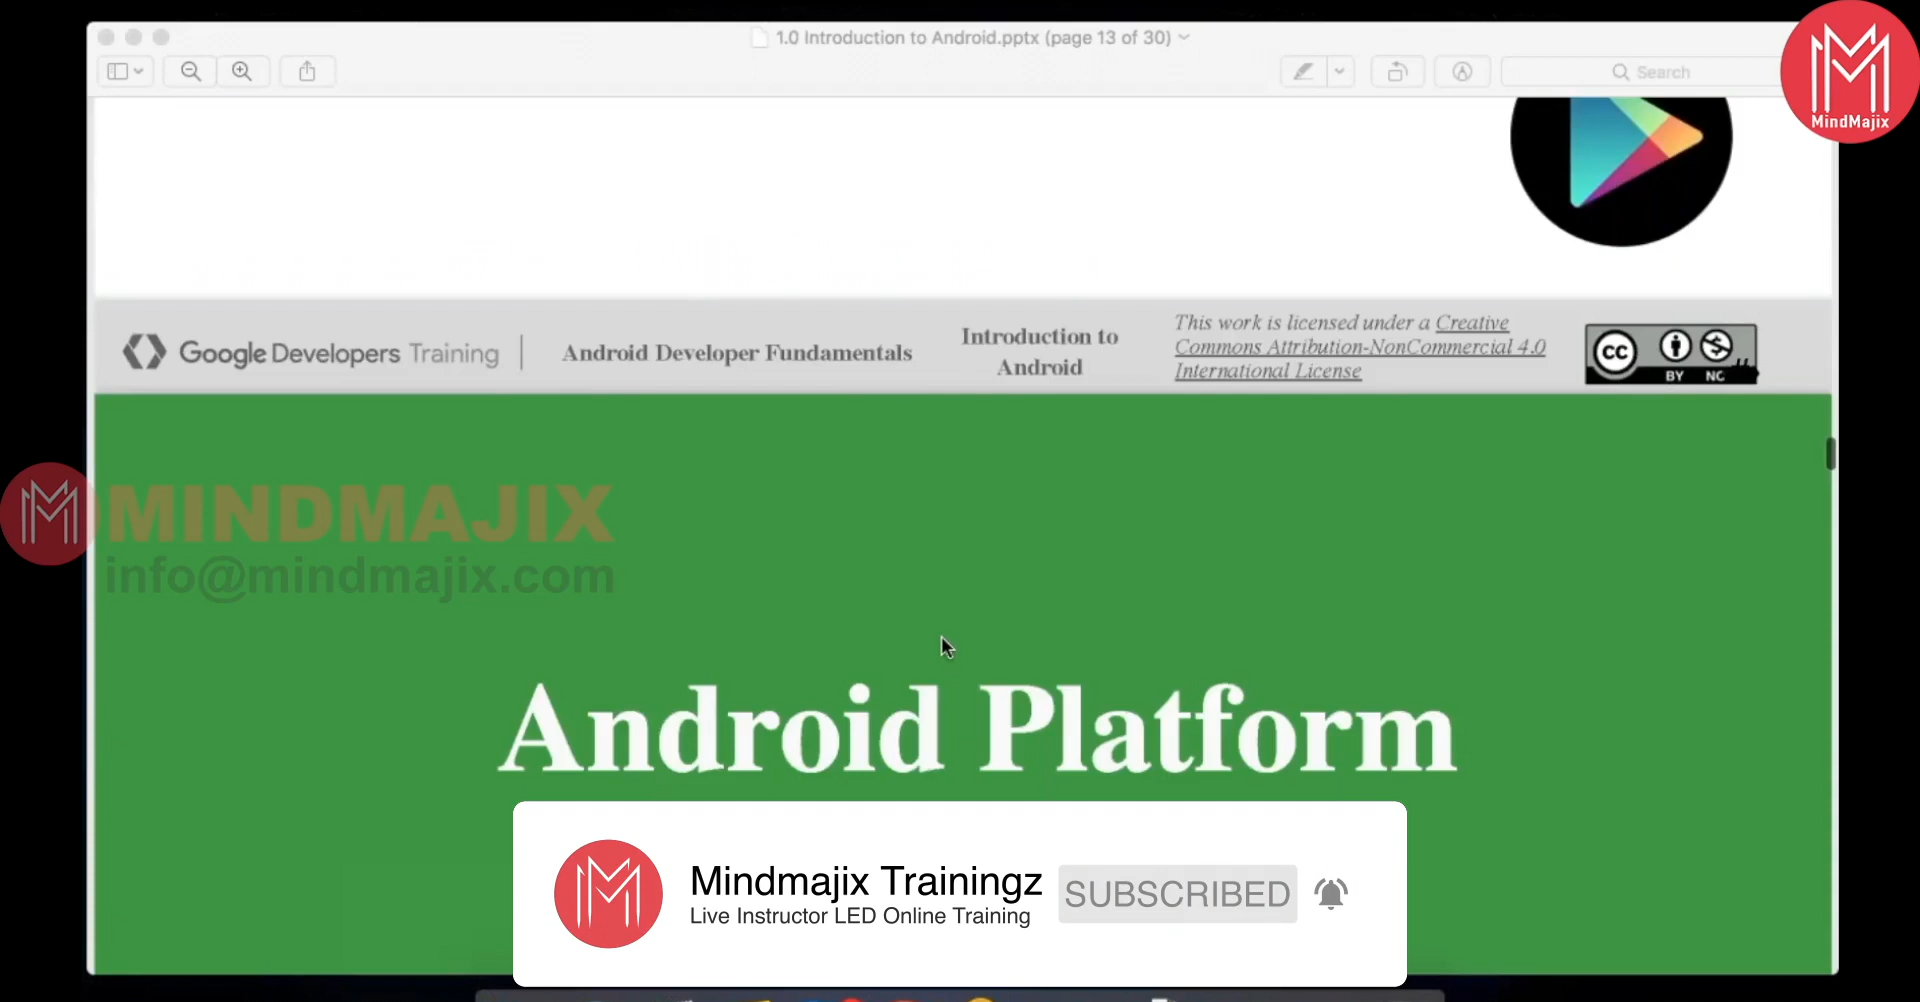 1.0 Introduction to Android.pptx (page 13 of 30)
Search
MindMajix
Google Developers Training
Android Developer Fundamentals
Introduction to
Android
This work is licensed under a Creative
Commons Attribution-NonCommercial 4.0
International License
cc
BY NC
MINDMAJIX
info@mindmajix.com
Android Platform
Mindmajix Trainingz
Live Instructor LED Online Training
SUBSCRIBED